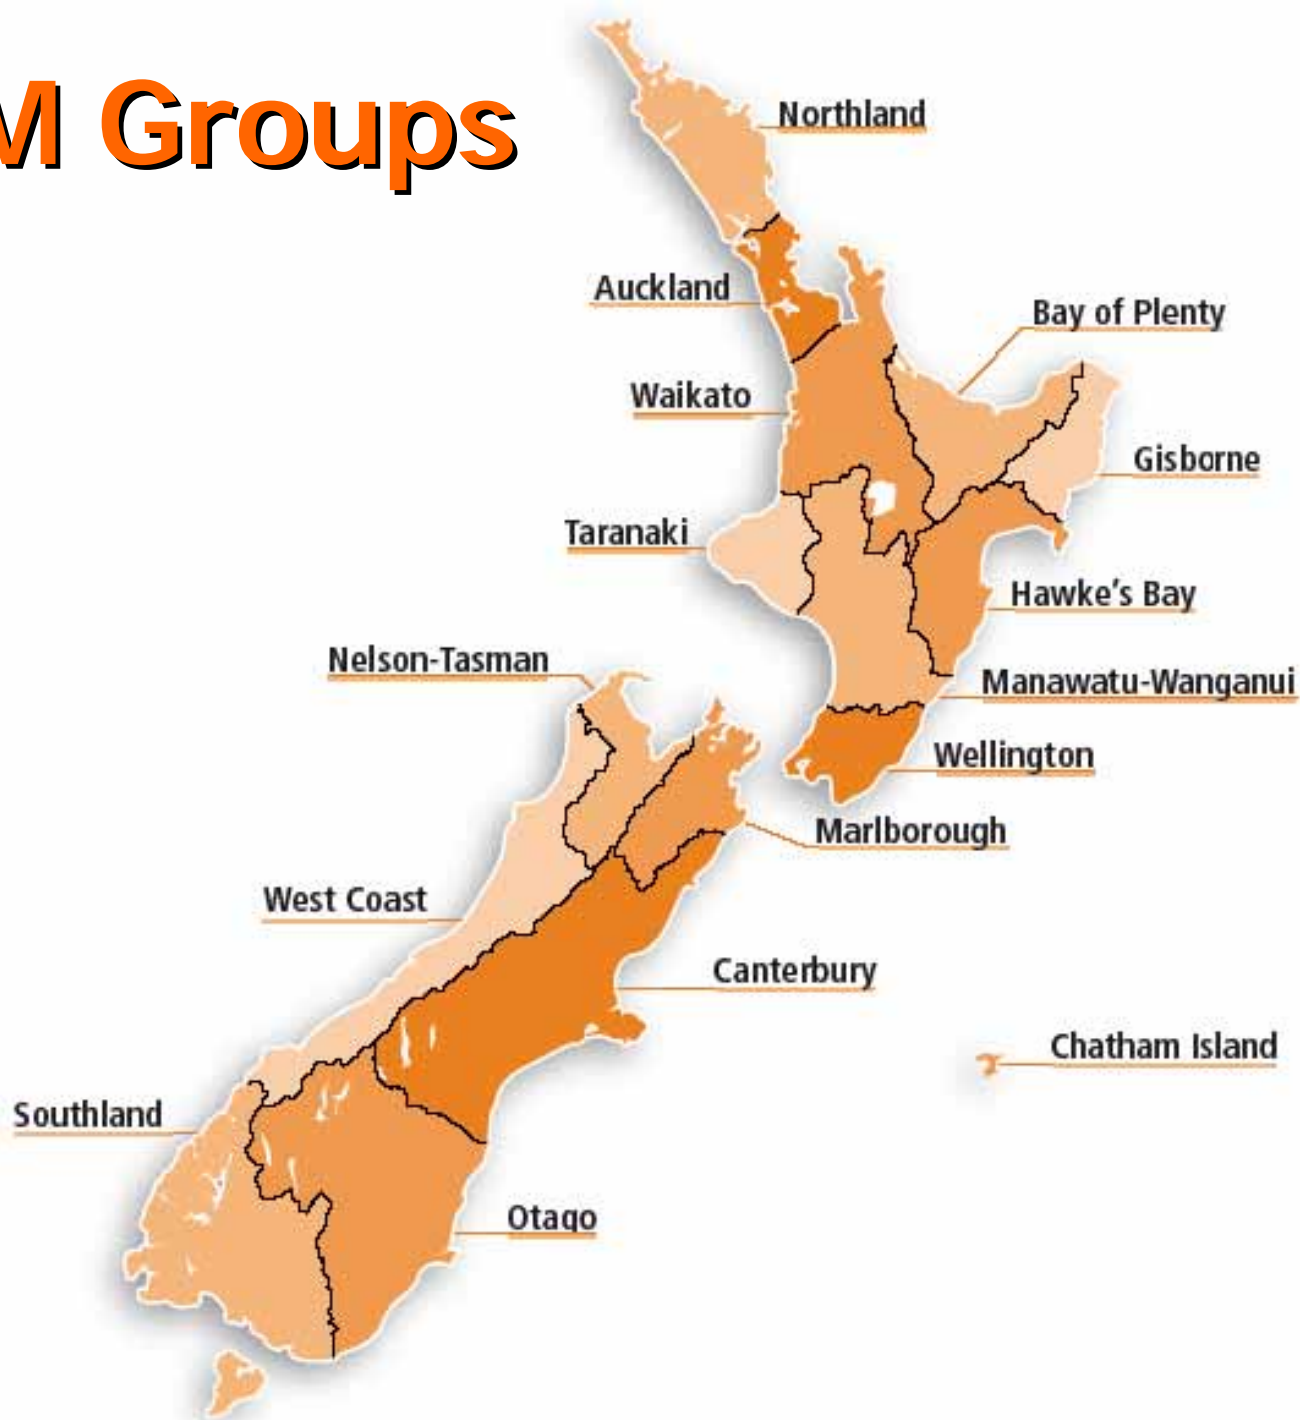 M Groups
Northland
Auckland
Bay of Plenty
Waikato
Gisborne
Taranaki
Hawke's Bay
Nelson-Tasman
Manawatu-Wanganui
Wellington
Marlborough
West Coast
Canterbury
Chatham Island
Southland
Otago